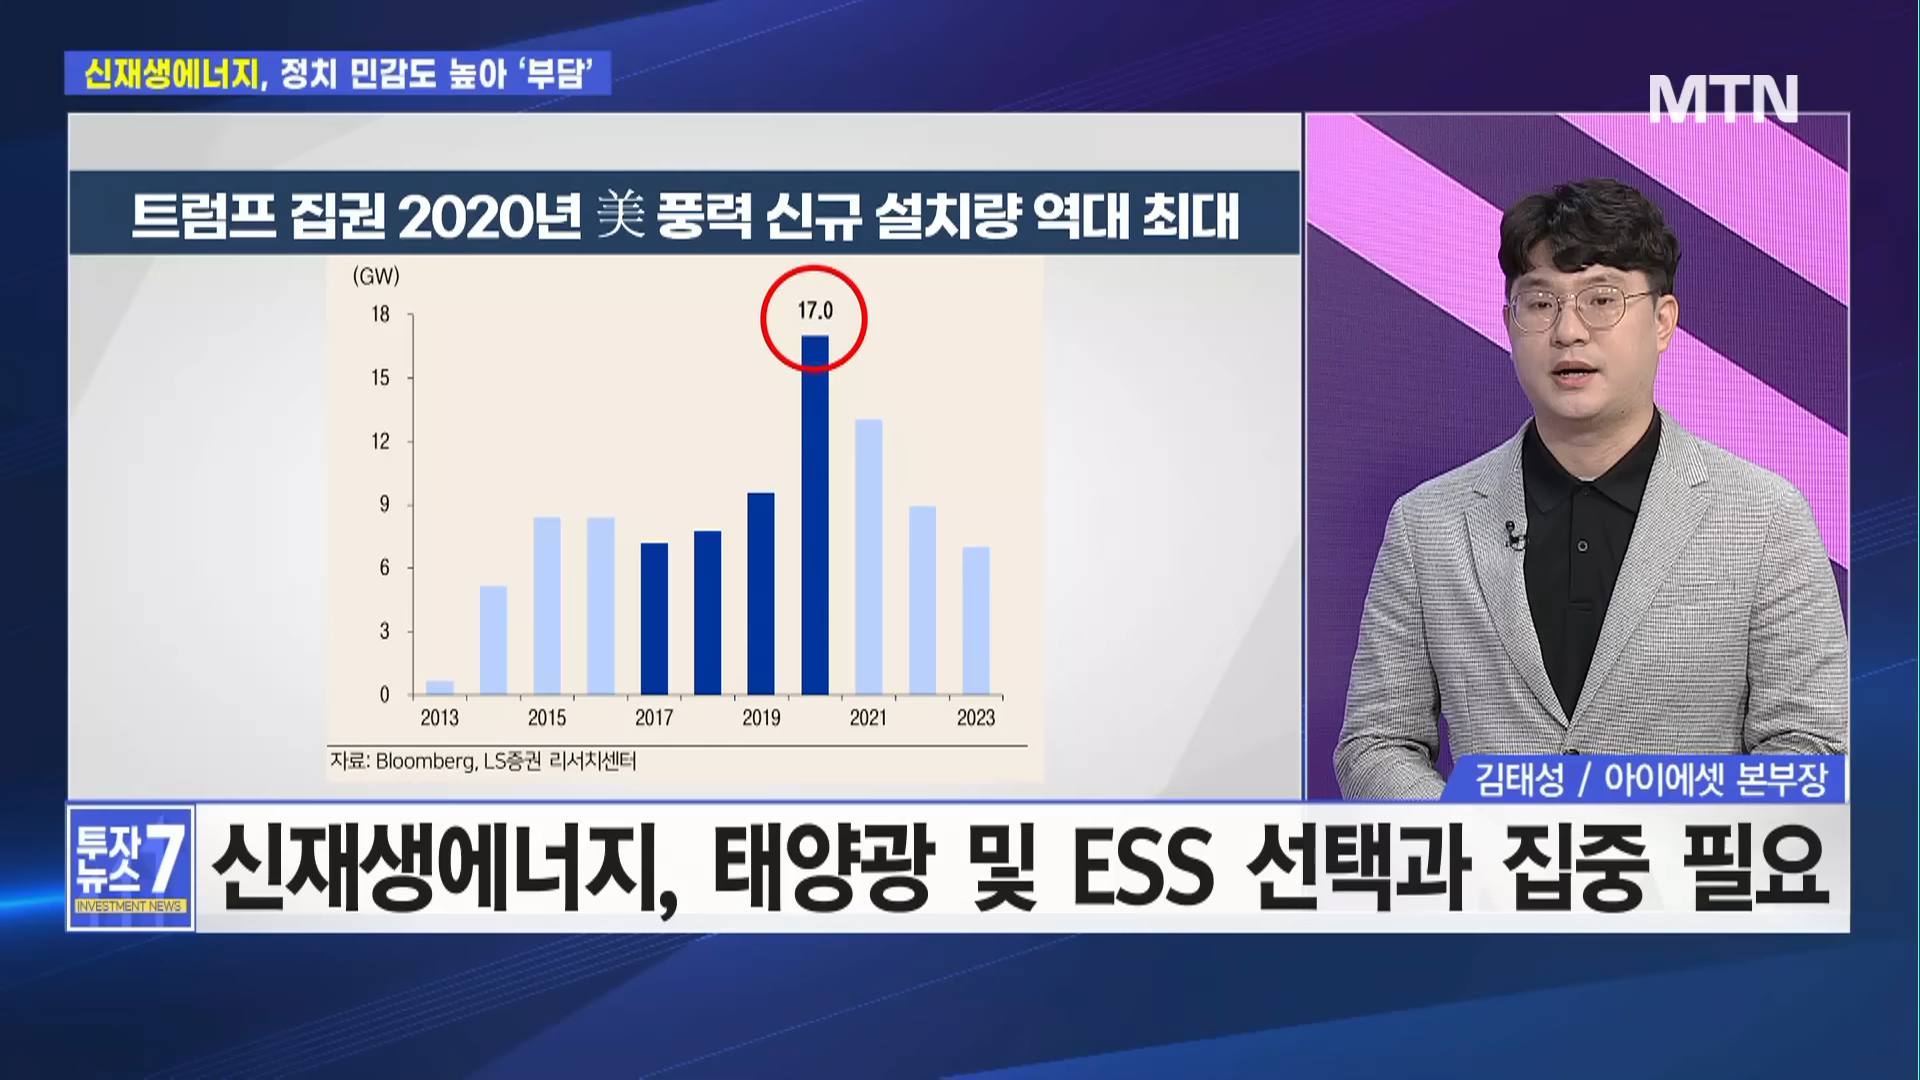 신재생에너지, 정치 민감도 높아 ‘부담’
MTN
트럼프 집권 2020년 美 풍력 신규 설치량 역대 최대
(GW)
18
15
12
9
6
3
0
17.0
2013 2015 2017 2019 2021 2023
자료: Bloomberg, LS증권 리서치센터
김태성 / 아이에셋 본부장
투자
뉴스 7
INVESTMENT NEWS
신재생에너지, 태양광 및 ESS 선택과 집중 필요